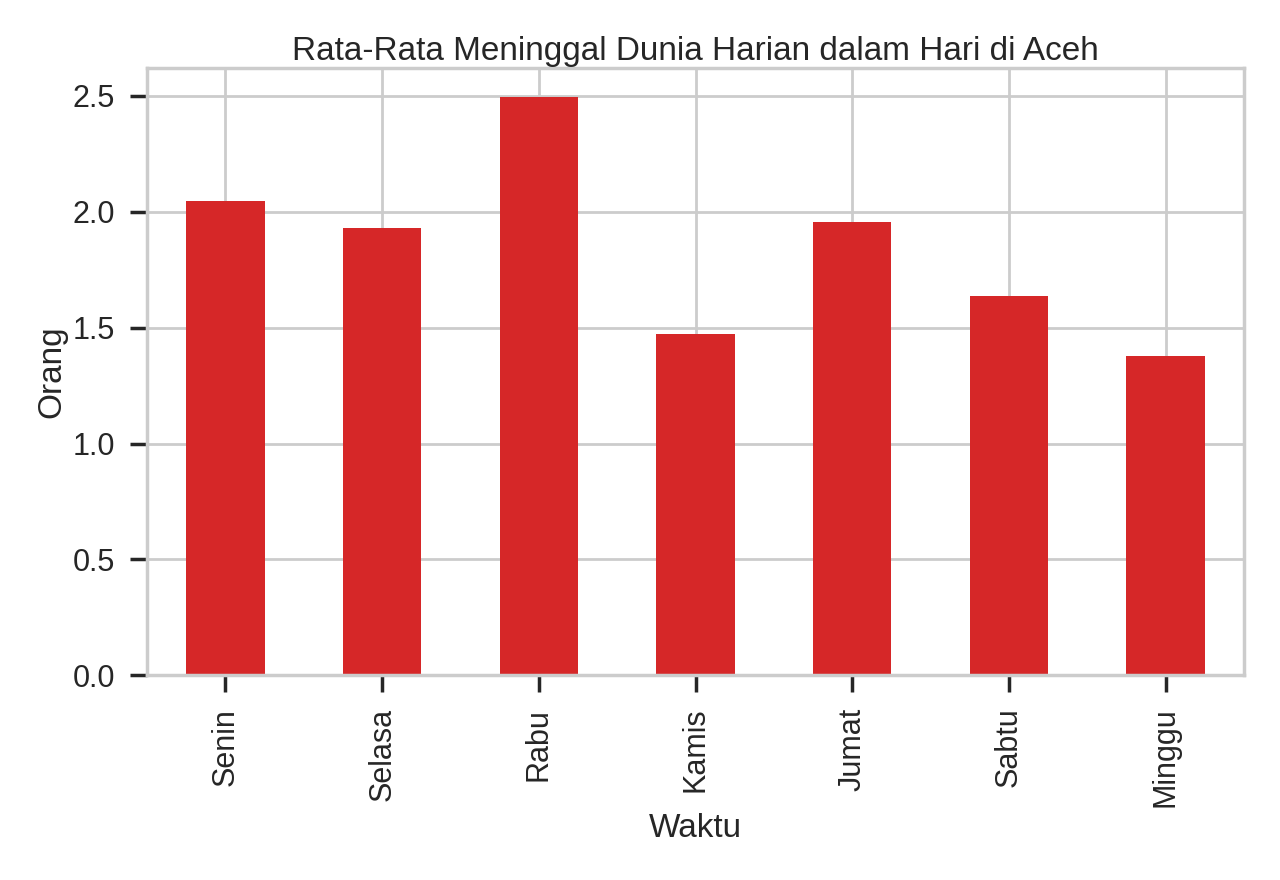 Rata-Rata Meninggal Dunia Harian dalam Hari di Aceh
Orang
2.5
2.0
1.5
1.0
0.5
0.0
Senin
Selasa
Rabu
Kamis
Jumat
Sabtu
Minggu
Waktu